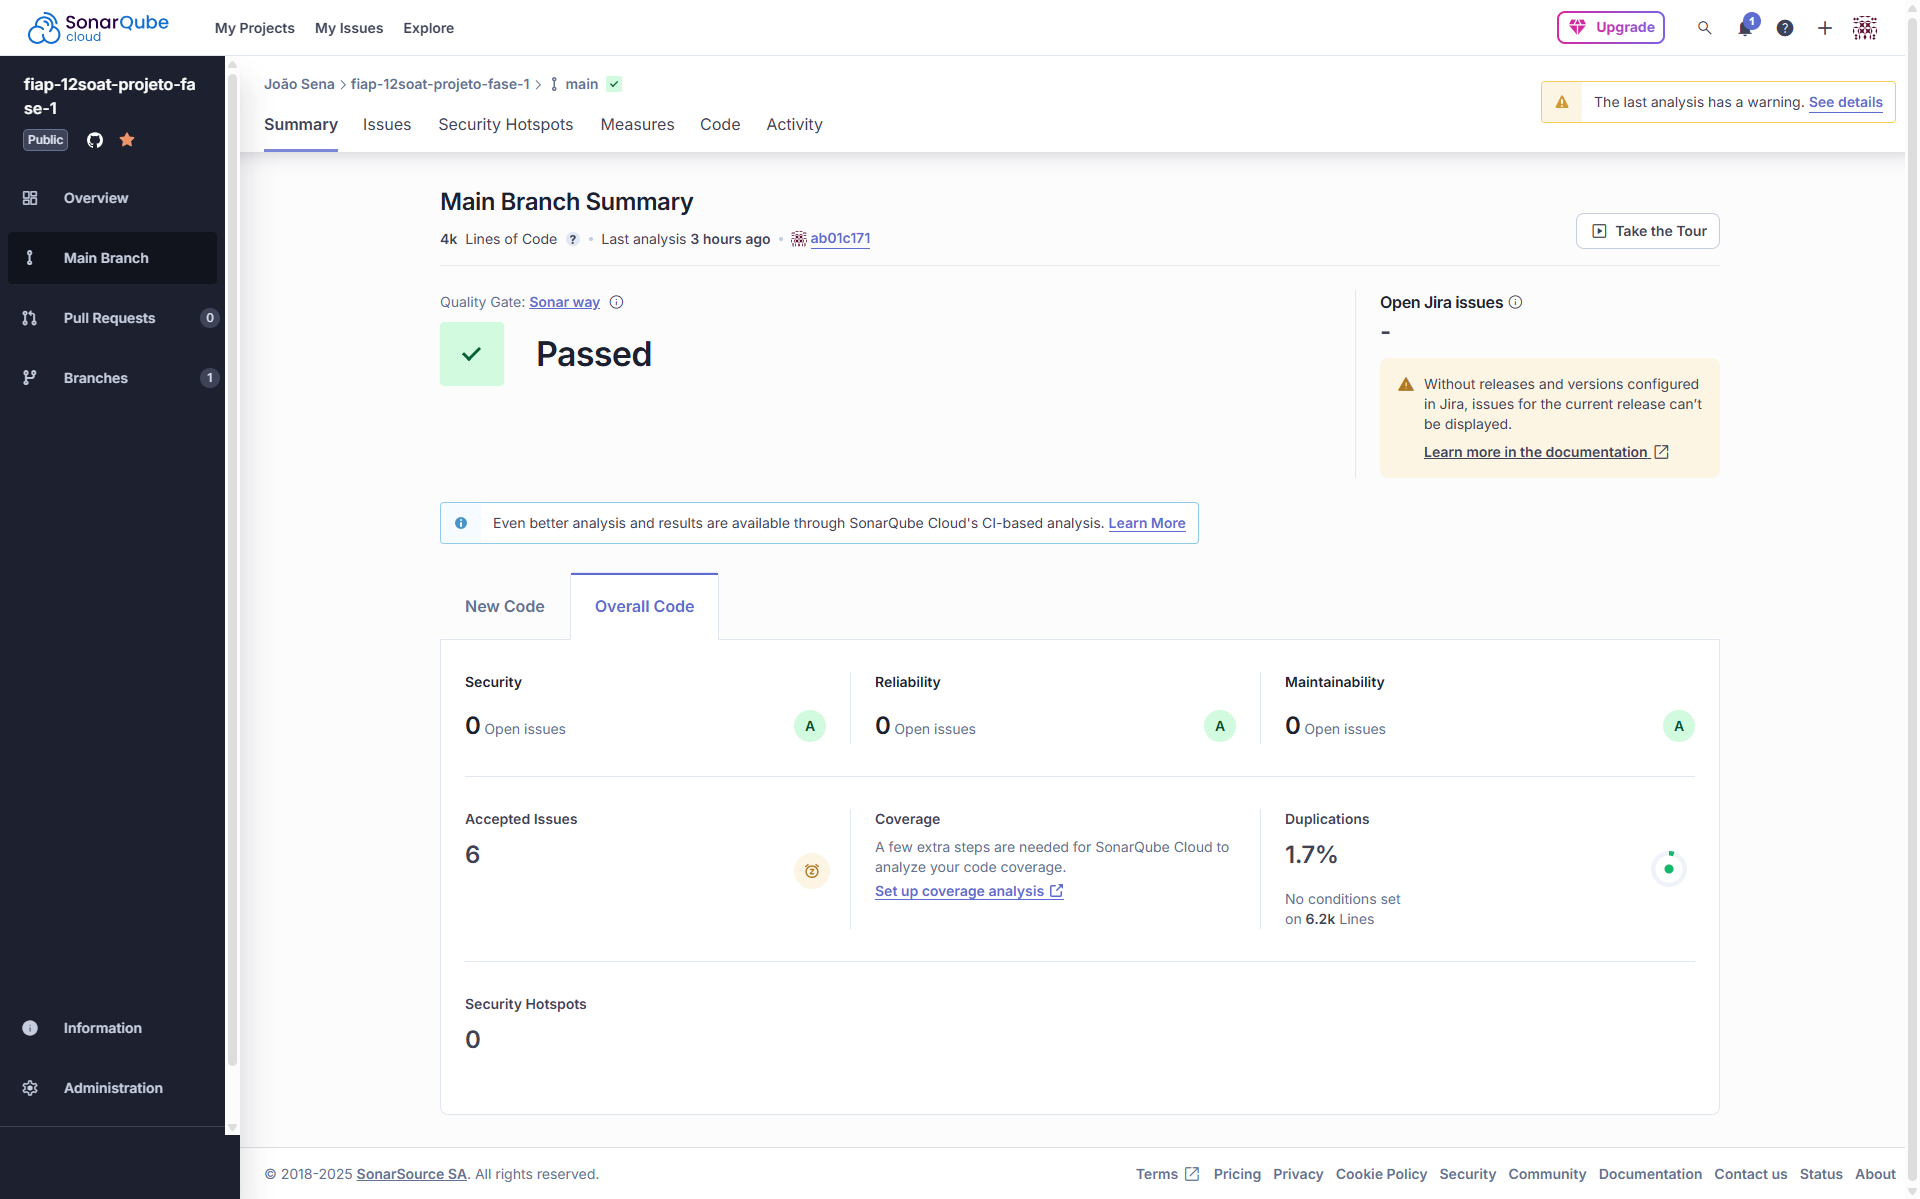 SonarQube cloud
My Projects
My Issues
Explore
Upgrade
1
?
fiap-12soat-projeto-fa
se-1
Public
Overview
Main Branch
Pull Requests 0
Branches 1
Information
Administration
João Sena > fiap-12soat-projeto-fase-1 > main
The last analysis has a warning. See details
Summary
Issues
Security Hotspots
Measures
Code
Activity
Main Branch Summary
4k Lines of Code ? • Last analysis 3 hours ago • ab01c171
Take the Tour
Quality Gate: Sonar way
Passed
Open Jira issues
-
Without releases and versions configured
in Jira, issues for the current release can't
be displayed.
Learn more in the documentation
Even better analysis and results are available through SonarQube Cloud's CI-based analysis. Learn More
New Code
Overall Code
Security
0 Open issues
A
Reliability
0 Open issues
A
Maintainability
0 Open issues
A
Accepted Issues
6
Coverage
A few extra steps are needed for SonarQube Cloud to
analyze your code coverage.
Set up coverage analysis
Duplications
1.7%
No conditions set
on 6.2k Lines
Security Hotspots
0
© 2018-2025 SonarSource SA. All rights reserved.
Terms
Pricing
Privacy
Cookie Policy
Security
Community
Documentation
Contact us
Status
About